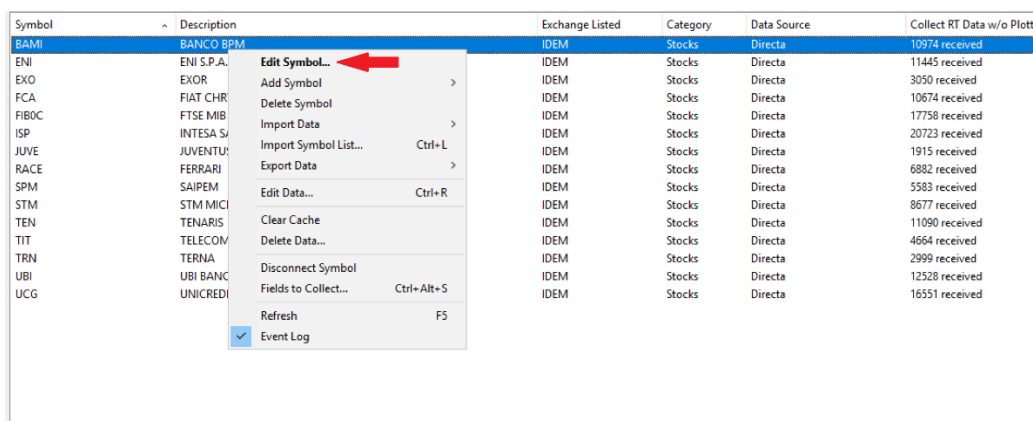 Symbol Description Exchange Listed Category Data Source Collect RT Data w/o Plott
BAMI BANCO BPM IDEM Stocks Directa 10974 received
ENI ENI S.P.A. IDEM Stocks Directa 11445 received
EXO EXOR IDEM Stocks Directa 3050 received
FCA FIAT CHR IDEM Stocks Directa 10674 received
FIB0C FTSE MIB IDEM Stocks Directa 17758 received
ISP INTESA SA IDEM Stocks Directa 20723 received
JUVE JUVENTUS IDEM Stocks Directa 1915 received
RACE FERRARI IDEM Stocks Directa 6882 received
SPM SAIPEM IDEM Stocks Directa 5583 received
STM STM MICI IDEM Stocks Directa 8677 received
TEN TENARIS IDEM Stocks Directa 11090 received
TIT TELECOM IDEM Stocks Directa 4664 received
TRN TERNA IDEM Stocks Directa 2999 received
UBI UBI BANC IDEM Stocks Directa 12528 received
UCG UNICREDI IDEM Stocks Directa 16551 received
Edit Symbol...
Add Symbol
Delete Symbol
Import Data
Import Symbol List... Ctrl+L
Export Data
Edit Data... Ctrl+R
Clear Cache
Delete Data...
Disconnect Symbol
Fields to Collect... Ctrl+Alt+S
Refresh F5
Event Log